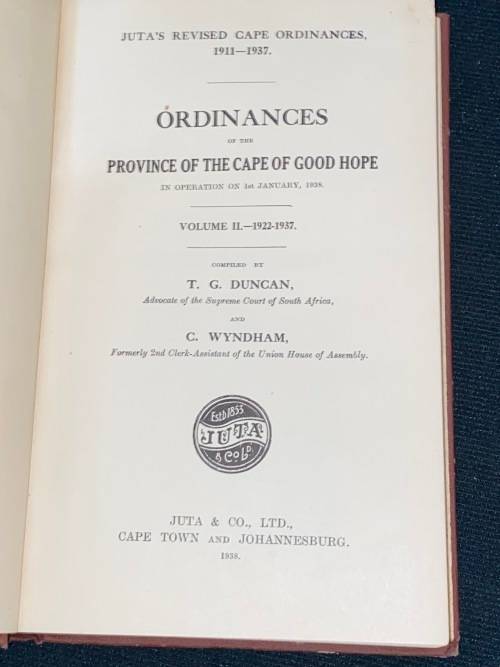 JUTA'S REVISED CAPE ORDINANCES,
1911—1937.
ORDINANCES
OF THE
PROVINCE OF THE CAPE OF GOOD HOPE
IN OPERATION ON 1st JANUARY, 1938.
VOLUME II.—1922-1937.
COMPILED BY
T. G. DUNCAN,
Advocate of the Supreme Court of South Africa,
AND
C. WYNDHAM,
Formerly 2nd Clerk-Assistant of the Union House of Assembly.
Estb 1853
JUTA
& Co LD.
JUTA & CO., LTD.,
CAPE TOWN AND JOHANNESBURG.
1938.